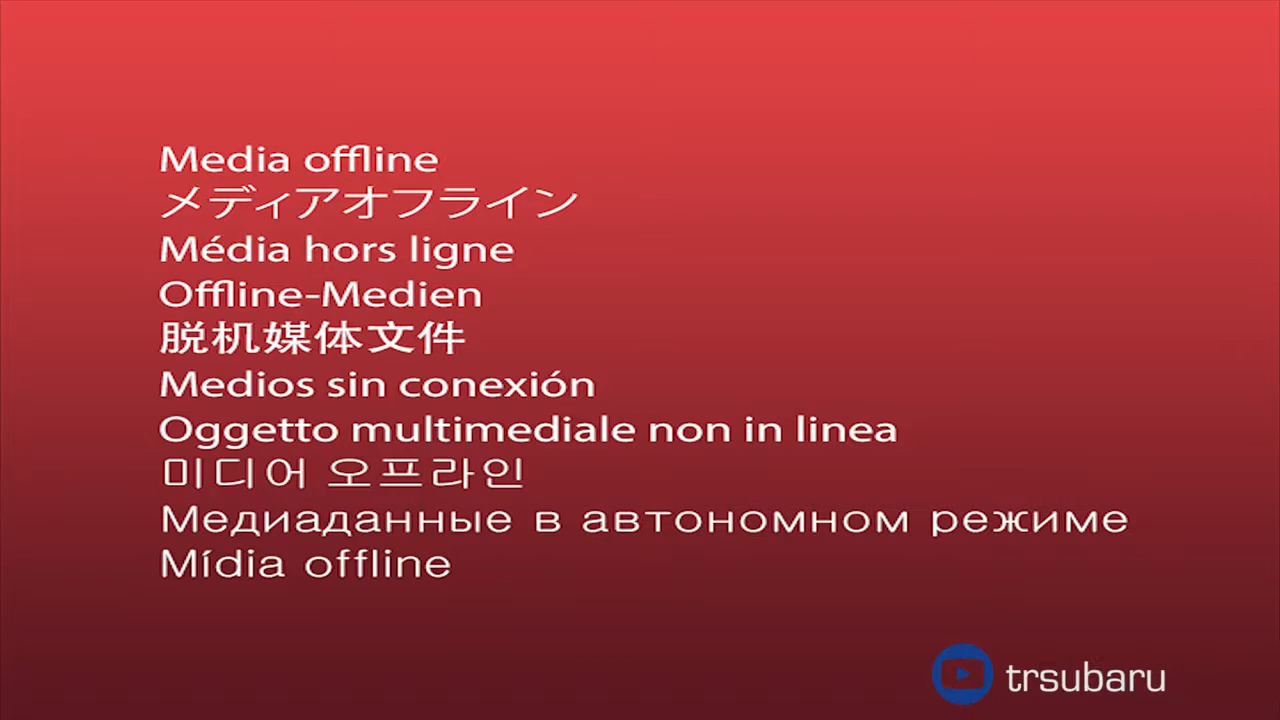 Media offline
メディアオフライン
Média hors ligne
Offline-Medien
脱机媒体文件
Medios sin conexión
Oggetto multimediale non in linea
미디어 오프라인
Медиаданные в автономном режиме
Mídia offline
trsubaru